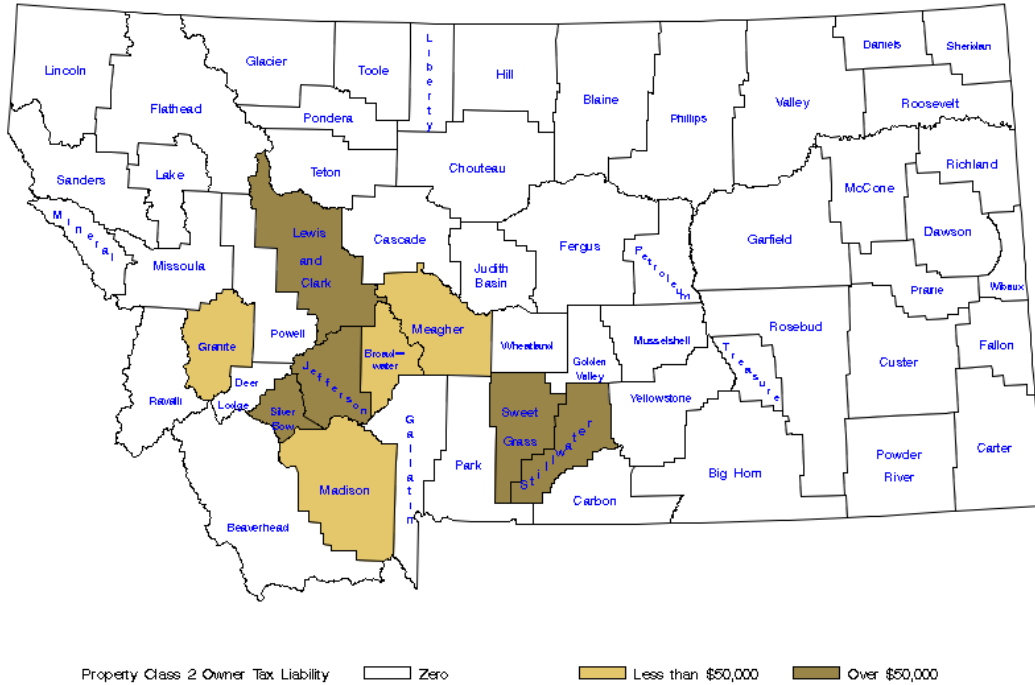 Lincoln
Flathead
Glacier
Toole
Liberty
Hill
Blaine
Phillips
Valley
Daniels
Sheridan
Roosevelt
Pondera
Sanders
Lake
Teton
Chouteau
Richland
McCone
Mineral
Missoula
Lewis
and
Clark
Cascade
Judith
Basin
Fergus
Petroleum
Garfield
Dawson
Prairie
Wibaux
Granite
Powell
Meagher
Broad-
water
Jefferson
Wheatland
Golden
Valley
Musselshell
Rosebud
Treasure
Custer
Fallon
Ravalli
Deer
Lodge
Silver
Bow
Gallatin
Park
Sweet
Grass
Stillwater
Yellowstone
Carbon
Big Horn
Powder
River
Carter
Madison
Beaverhead
Property Class 2 Owner Tax Liability
Zero
Less than $50,000
Over $50,000